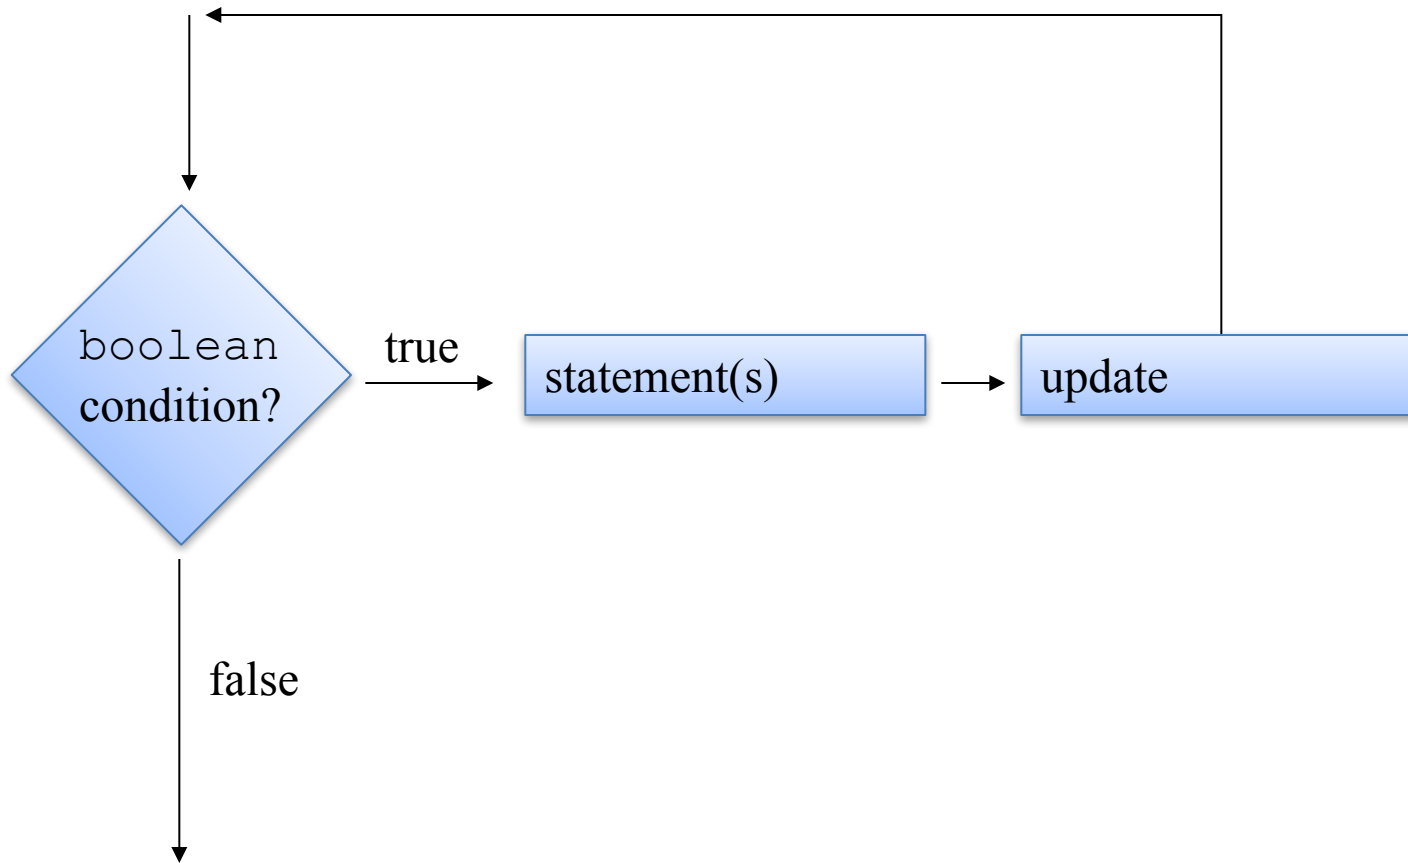 boolean
condition?
true
statement(s)
update
false